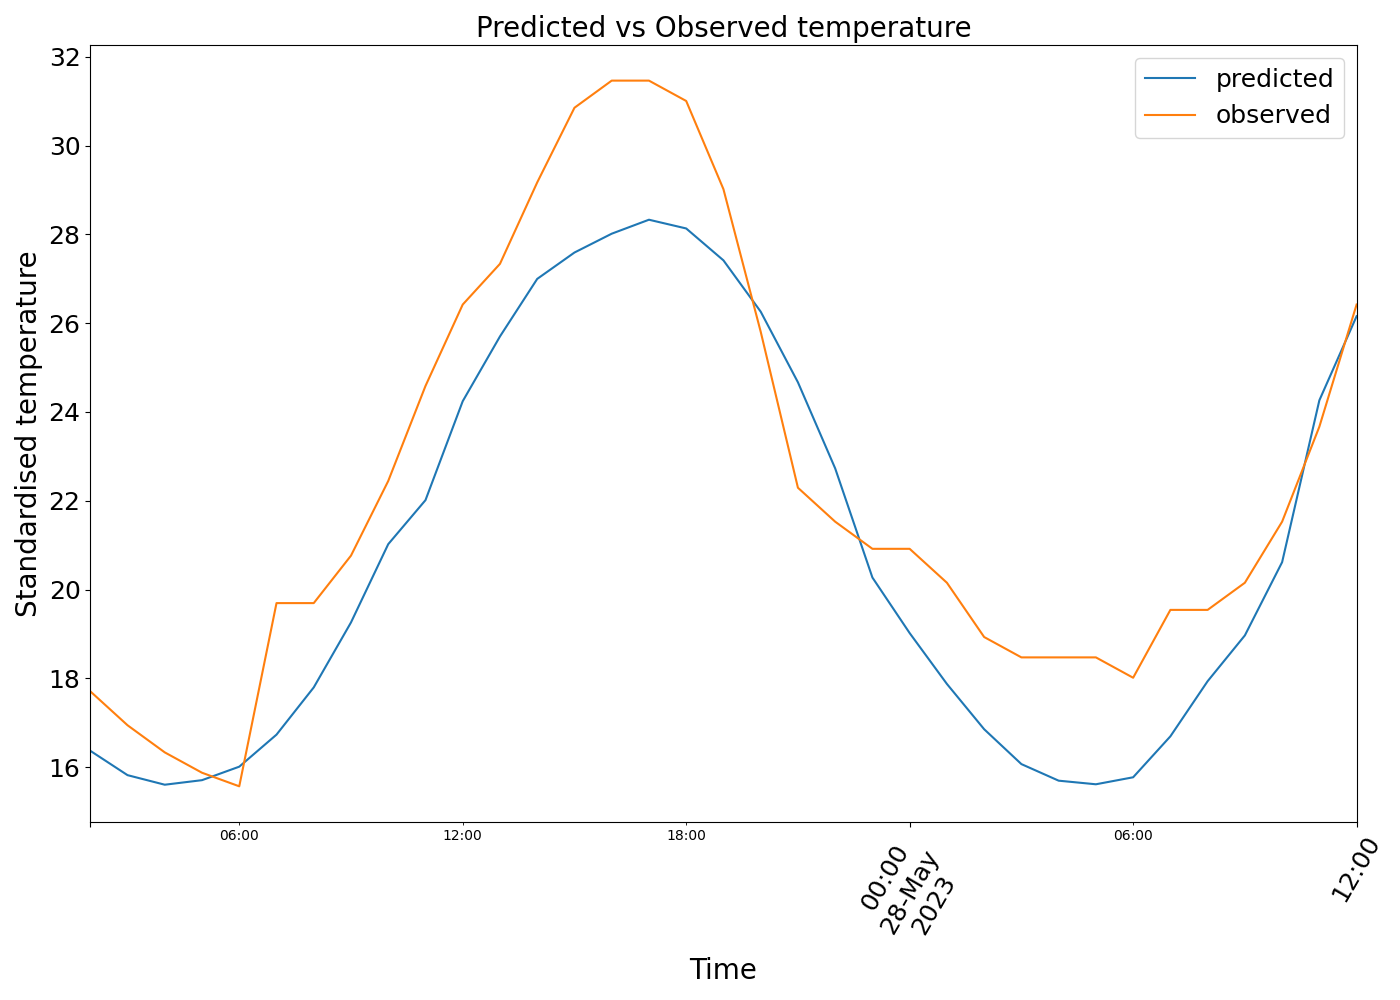 Predicted vs Observed temperature
predicted
observed
Standardised temperature
32
30
28
26
24
22
20
18
16
06:00
12:00
18:00
00:00
28-May
2023
06:00
12:00
Time